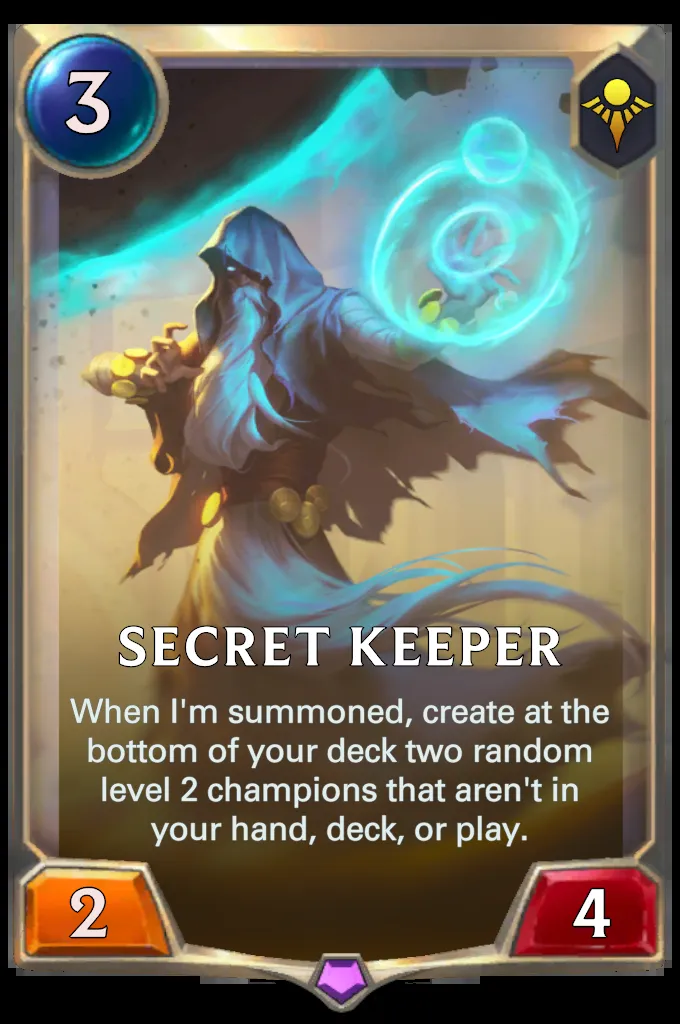 3
SECRET KEEPER
When I'm summoned, create at the
bottom of your deck two random
level 2 champions that aren't in
your hand, deck, or play.
2
4